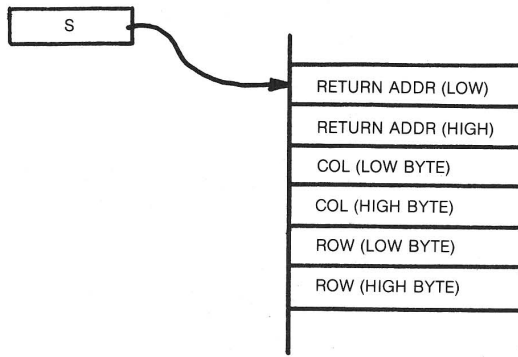 S
RETURN ADDR (LOW)
RETURN ADDR (HIGH)
COL (LOW BYTE)
COL (HIGH BYTE)
ROW (LOW BYTE)
ROW (HIGH BYTE)